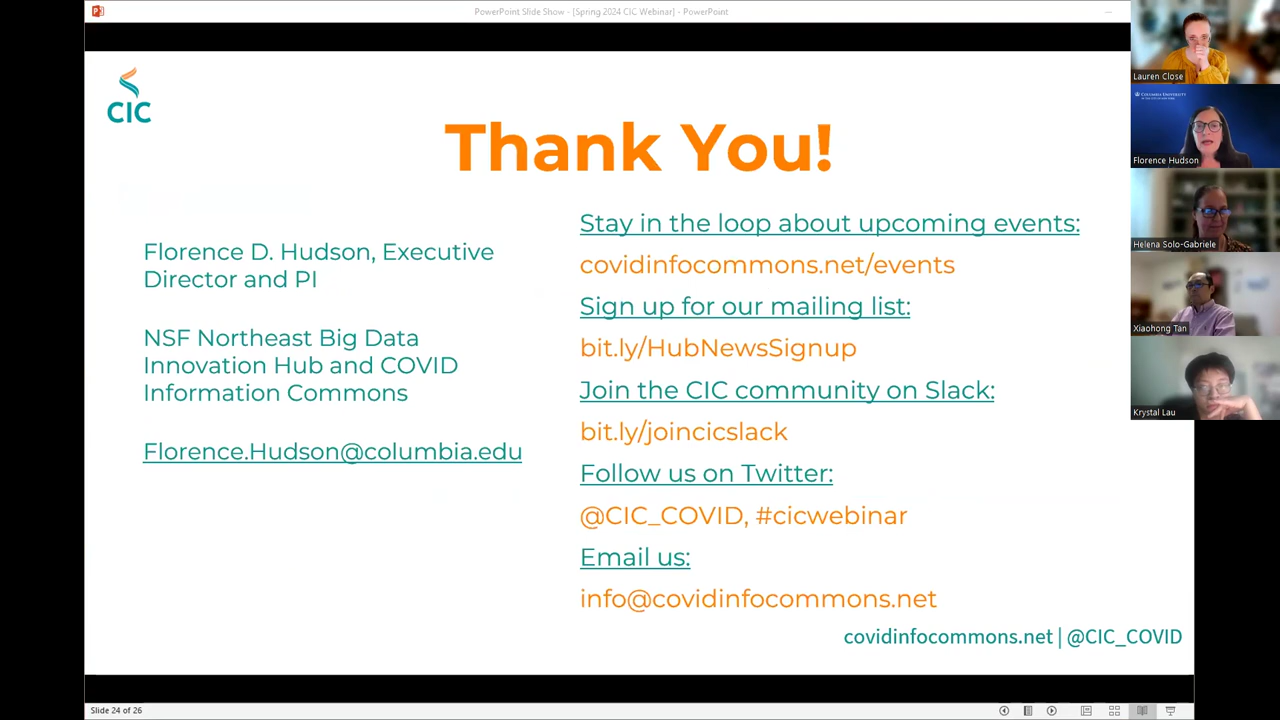 PowerPoint Slide Show - [Spring 2024 CIC Webinar] - PowerPoint
CIC
Thank You!
Florence D. Hudson, Executive
Director and PI
NSF Northeast Big Data
Innovation Hub and COVID
Information Commons
Florence.Hudson@columbia.edu
Stay in the loop about upcoming events:
covidinfocommons.net/events
Sign up for our mailing list:
bit.ly/HubNewsSignup
Join the CIC community on Slack:
bit.ly/joincicslack
Follow us on Twitter:
@CIC_COVID, #cicwebinar
Email us:
info@covidinfocommons.net
covidinfocommons.net | @CIC_COVID
Lauren Close
COLUMBIA UNIVERSITY
Florence Hudson
Helena Solo-Gabriele
Xiaohong Tan
Krystal Lau
Slide 24 of 26